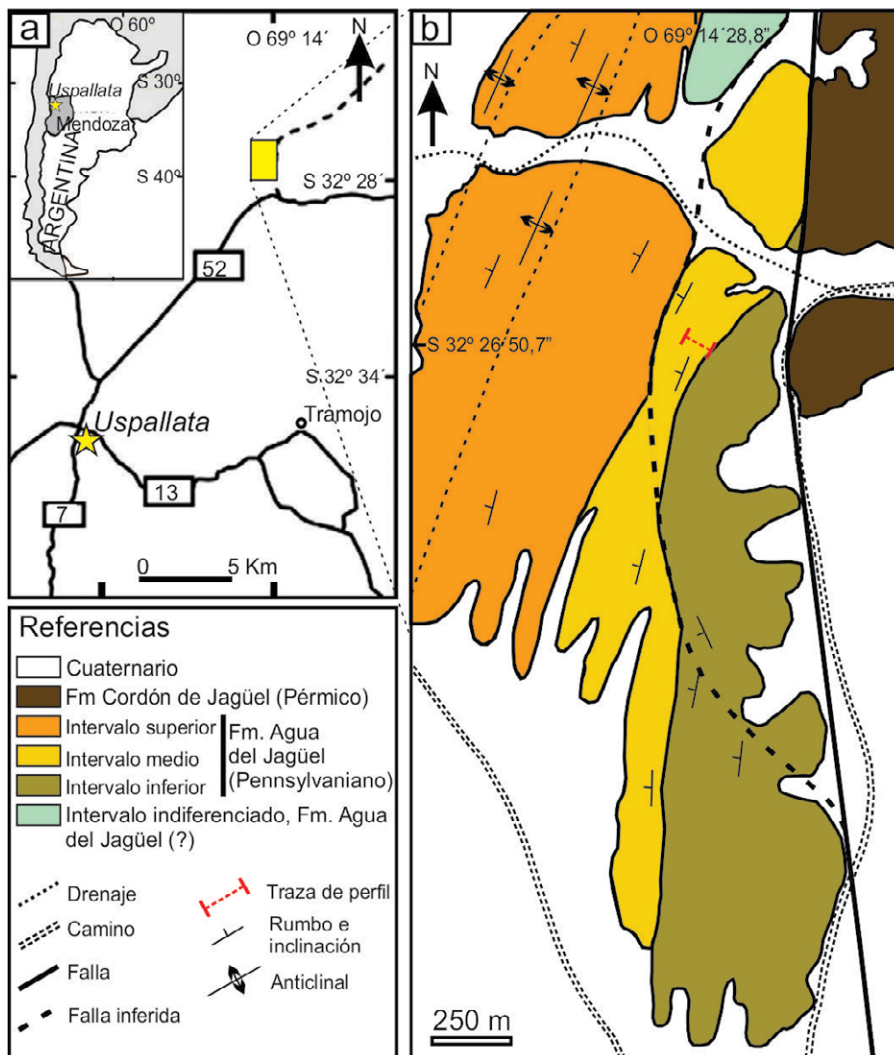 a
O 60º
O 69º 14´
N
Uspallata
S 30º
Mendoza
ARGENTINA
S 40º
S 32º 28´
52
S 32º 34´
Uspallata
Tramojo
13
7
0 5 Km
b
O 69º 14´28,8”
N
S 32º 26´50,7”
250 m
Referencias
Cuaternario
Fm Cordón de Jagüel (Pérmico)
Intervalo superior
Intervalo medio
Intervalo inferior
Fm. Agua
del Jagüel
(Pennsylvaniano)
Intervalo indiferenciado, Fm. Agua
del Jagüel (?)
Drenaje
Camino
Falla
Falla inferida
Traza de perfil
Rumbo e
inclinación
Anticlinal